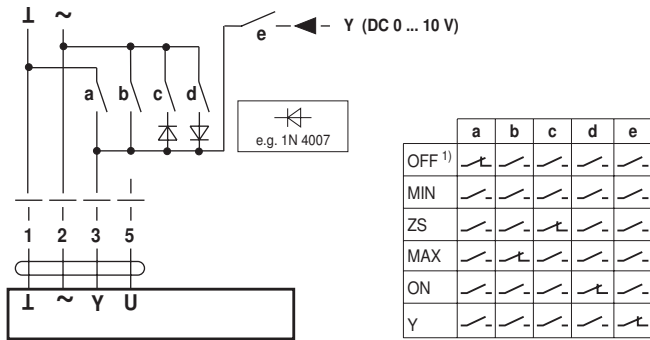 ⊥ ~
e Y (DC 0 ... 10 V)
a b c d
e.g. 1N 4007
1 2 3 5
⊥ ~ Y U
a b c d e
OFF 1)
MIN
ZS
MAX
ON
Y